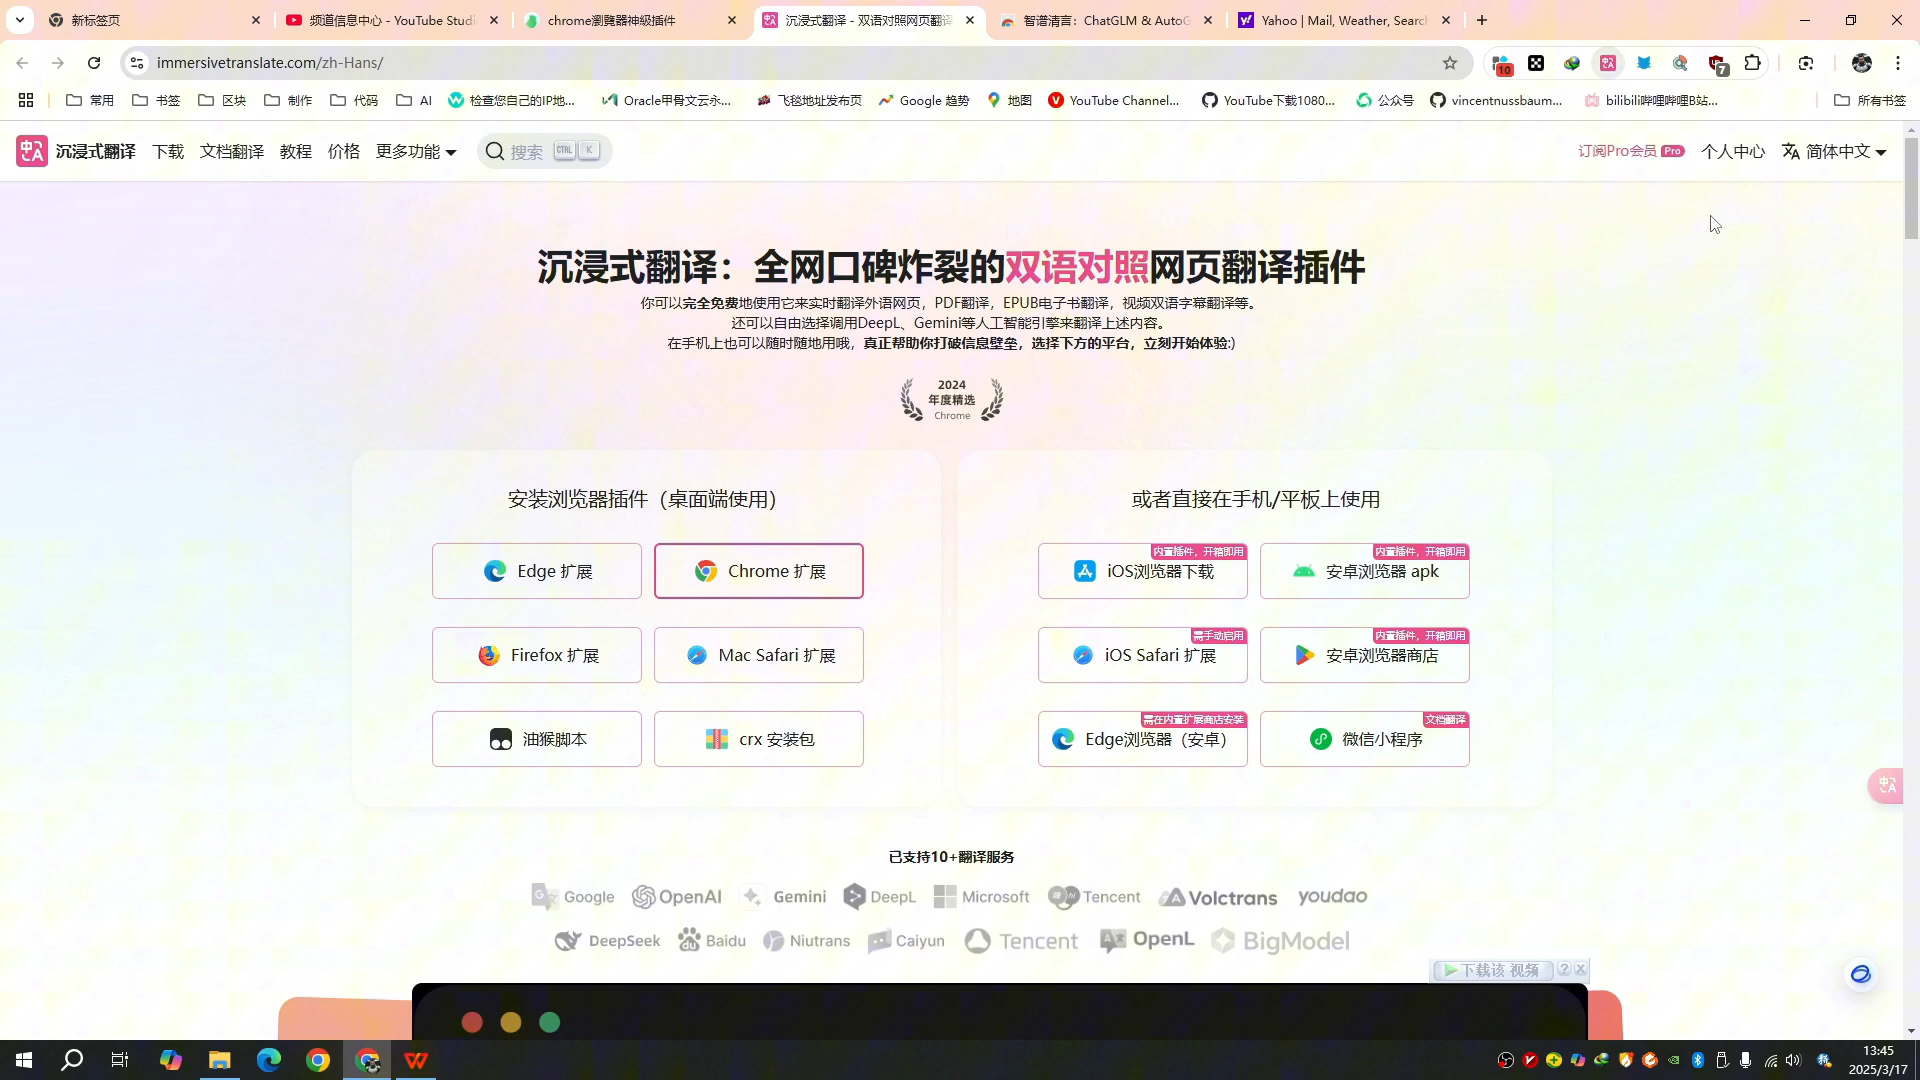 新标签页
频道信息中心 - YouTube Studi
chrome瀏覽器神級插件
沉浸式翻译 - 双语对照网页翻译
智谱清言：ChatGLM & AutoG
Yahoo | Mail, Weather, Search
immersivetranslate.com/zh-Hans/
10
7
常用
书签
区块
制作
代码
AI
检查您自己的IP地...
Oracle甲骨文云永...
飞毯地址发布页
Google 趋势
地图
YouTube Channel...
YouTube下载1080...
公众号
vincentnussbaum...
bilibili哔哩哔哩B站...
所有书签
沉浸式翻译
下载
文档翻译
教程
价格
更多功能
搜索
CTRL
K
订阅Pro会员 Pro
个人中心
简体中文
沉浸式翻译：全网口碑炸裂的双语对照网页翻译插件
你可以完全免费地使用它来实时翻译外语网页，PDF翻译，EPUB电子书翻译，视频双语字幕翻译等。
还可以自由选择调用DeepL、Gemini等人工智能引擎来翻译上述内容。
在手机上也可以随时随地用哦，真正帮助你打破信息壁垒，选择下方的平台，立刻开始体验:)
2024
年度精选
Chrome
安装浏览器插件（桌面端使用）
Edge 扩展
Chrome 扩展
Firefox 扩展
Mac Safari 扩展
油猴脚本
crx 安装包
或者直接在手机/平板上使用
内置插件，开箱即用
iOS浏览器下载
内置插件，开箱即用
安卓浏览器 apk
需手动启用
iOS Safari 扩展
内置插件，开箱即用
安卓浏览器商店
需在内置扩展商店安装
Edge浏览器（安卓）
文档翻译
微信小程序
已支持10+翻译服务
Google
OpenAI
Gemini
DeepL
Microsoft
Tencent
Volctrans
youdao
DeepSeek
Baidu
Niutrans
Caiyun
Tencent
OpenL
BigModel
下载该 视频
?
x
13:45
2025/3/17